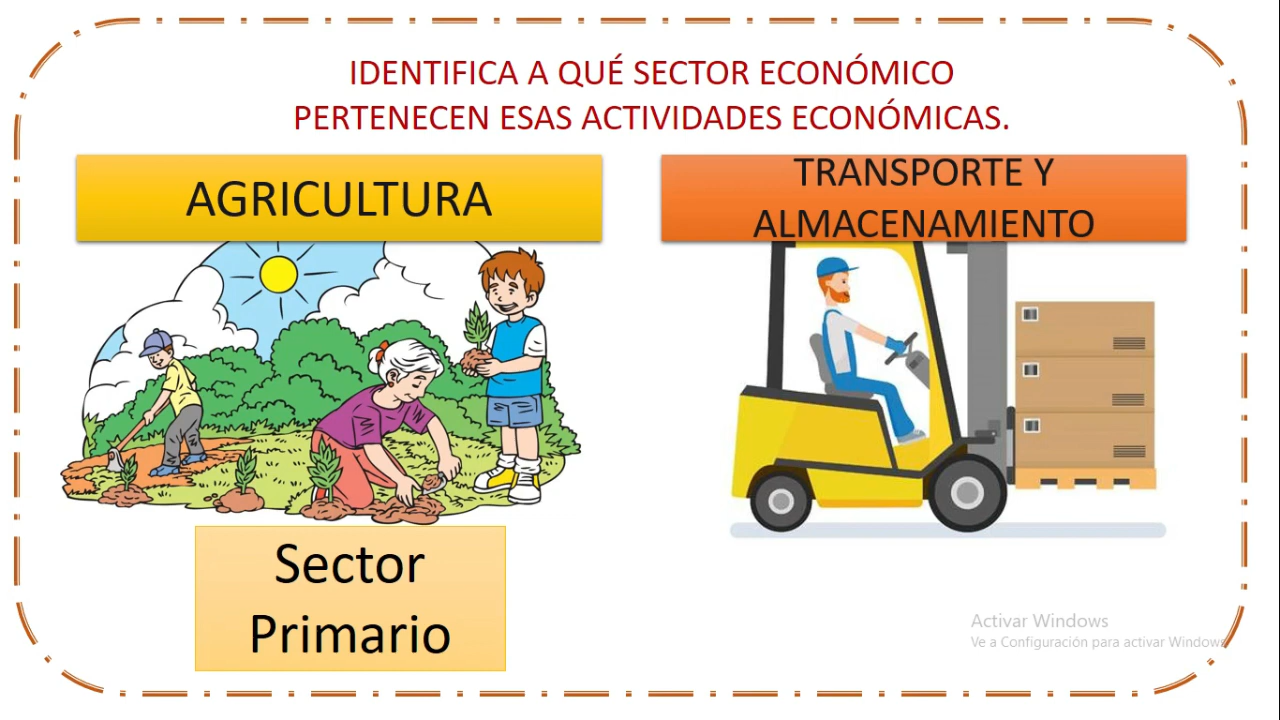 IDENTIFICA A QUÉ SECTOR ECONÓMICO
PERTENECEN ESAS ACTIVIDADES ECONÓMICAS.
AGRICULTURA
TRANSPORTE Y
ALMACENAMIENTO
Sector
Primario
Activar Windows
Ve a Configuración para activar Windows.